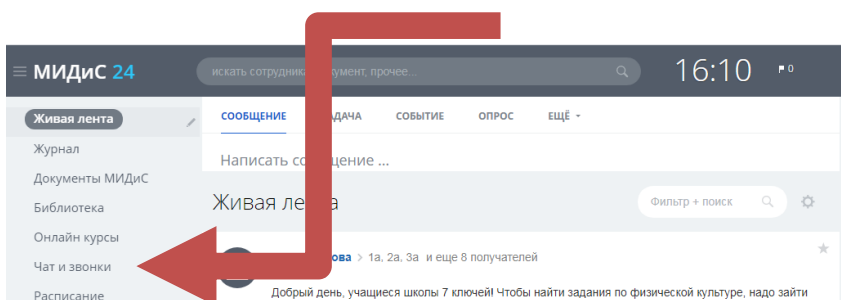 МИДиС 24
искать сотрудника, документ, прочее...
16:10
0
Живая лента
Журнал
Документы МИДиС
Библиотека
Онлайн курсы
Чат и звонки
Расписание
СООБЩЕНИЕ ЗАДАЧА СОБЫТИЕ ОПРОС ЕЩЁ
Написать сообщение ...
Живая лента
Фильтр + поиск
1а, 2а, 3а и еще 8 получателей
Добрый день, учащиеся школы 7 ключей! Чтобы найти задания по физической культуре, надо зайти